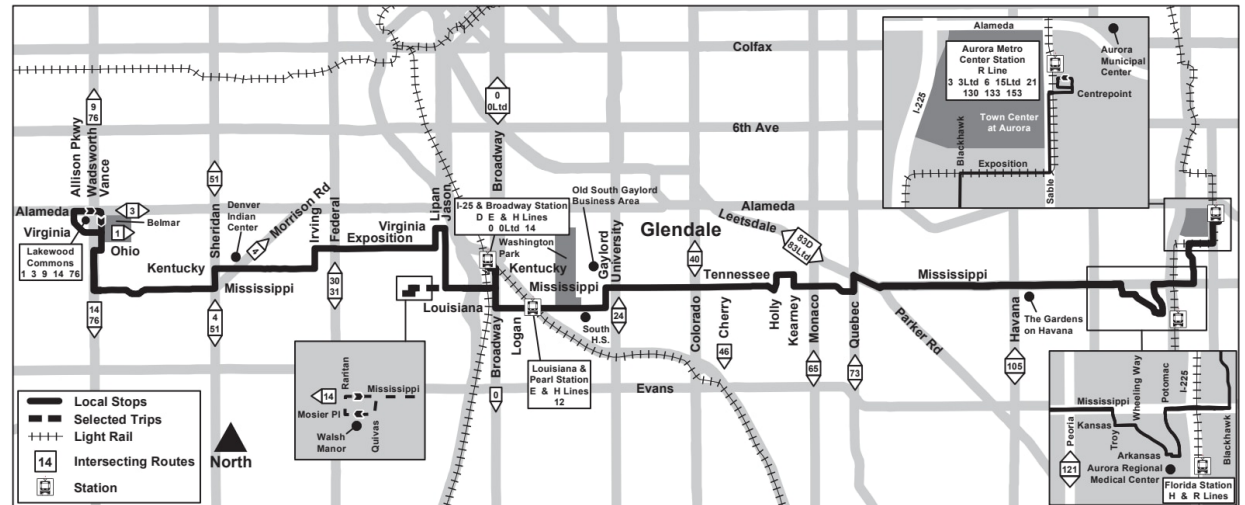 Colfax
6th Ave
Alameda
Aurora Metro
Center Station
R Line
3 3Ltd 6 15Ltd 21
130 133 153
Aurora
Municipal
Center
I-225
Centrepoint
Town Center
at Aurora
Blackhawk
Exposition
Sable
9
76
Allison Pkwy
Wadsworth
Vance
Alameda
3
Belmar
Virginia
1
Ohio
Lakewood
Commons
1 3 9 14 76
14
76
Kentucky
51
Sheridan
Denver
Indian
Center
4
Morrison Rd
Mississippi
4
51
Irving
Federal
30
31
Exposition
Virginia
Lipan
Jason
0
0Ltd
Broadway
I-25 & Broadway Station
D E & H Lines
0 0Ltd 14
Washington
Park
Kentucky
Mississippi
Old South Gaylord
Business Area
Gaylord
University
24
South
H.S.
Louisiana
Broadway
Logan
0
Louisiana &
Pearl Station
E & H Lines
12
Glendale
Alameda
Leetsdale
83D
83Ltd
40
Colorado
Tennessee
Cherry
46
Holly
Kearney
Monaco
65
Quebec
73
Mississippi
Parker Rd
Havana
105
The Gardens
on Havana
Evans
14
Raritan
Mississippi
Mosier Pl
Walsh
Manor
Quivas
Mississippi
Kansas
Troy
Wheeling Way
Potomac
I-225
Peoria
121
Arkansas
Aurora Regional
Medical Center
Blackhawk
Florida Station
H & R Lines
Local Stops
Selected Trips
Light Rail
14
Intersecting Routes
Station
North